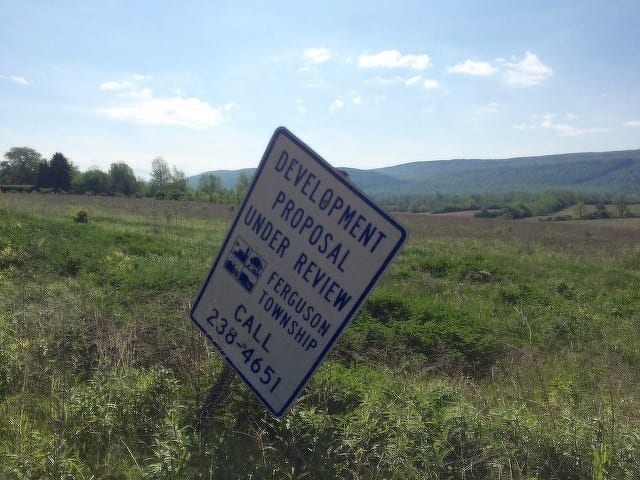 DEVELOPMENT
PROPOSAL
UNDER REVIEW
FERGUSON
TOWNSHIP
CALL
238-4651